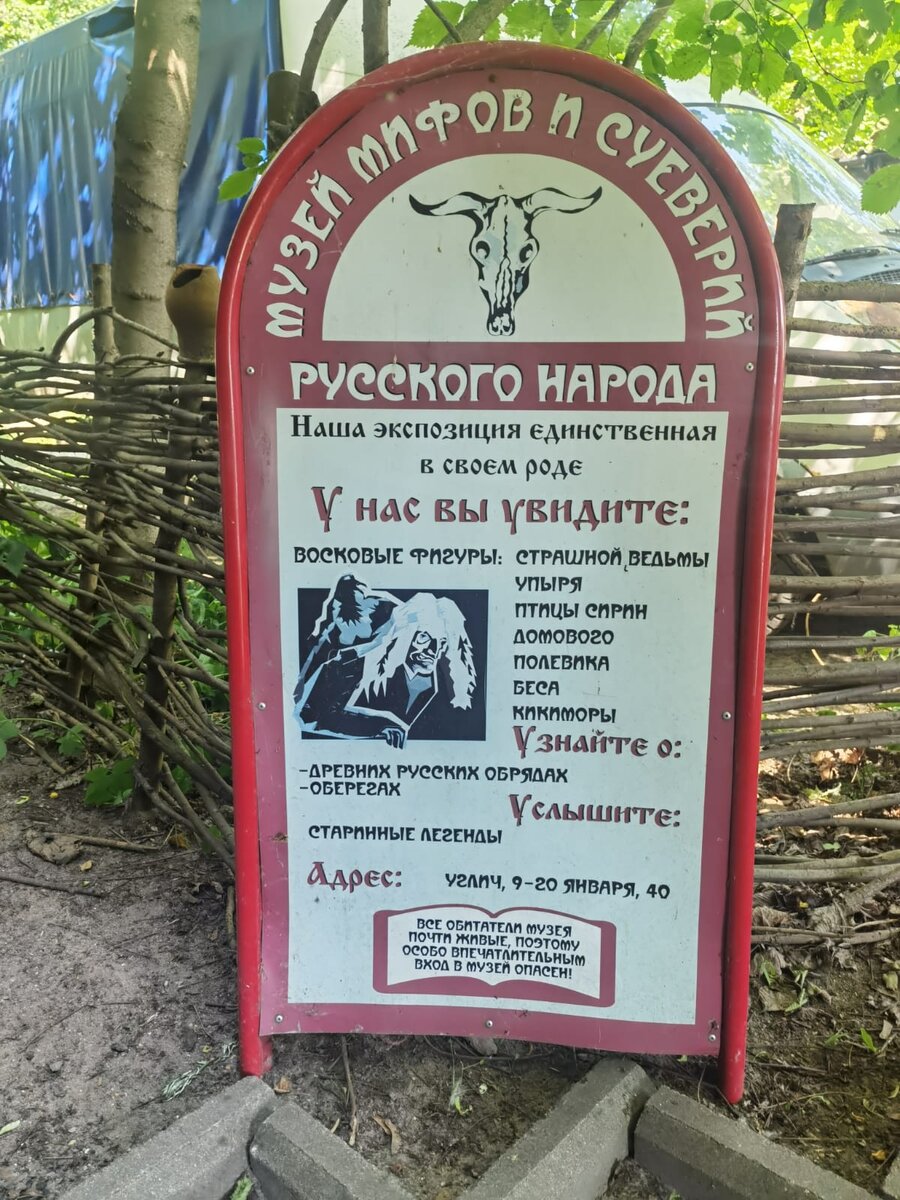 МУЗЕЙ МИФОВ И СУЕВЕРИЙ
РУССКОГО НАРОДА
Наша экспозиция единственная
в своем роде
У нас вы увидите:
ВОСКОВЫЕ ФИГУРЫ: СТРАШНОЙ ВЕДЬМЫ
УПЫРЯ
ПТИЦЫ СИРИН
ДОМОВОГО
ПОЛЕВИКА
БЕСА
КИКИМОРЫ
Узнайте о:
-ДРЕВНИХ РУССКИХ ОБРЯДАХ
-ОБЕРЕГАХ
Услышите:
СТАРИННЫЕ ЛЕГЕНДЫ
Адрес: УГЛИЧ, 9-20 ЯНВАРЯ, 40
ВСЕ ОБИТАТЕЛИ МУЗЕЯ
ПОЧТИ ЖИВЫЕ, ПОЭТОМУ
ОСОБО ВПЕЧАТЛИТЕЛЬНЫМ
ВХОД В МУЗЕЙ ОПАСЕН!